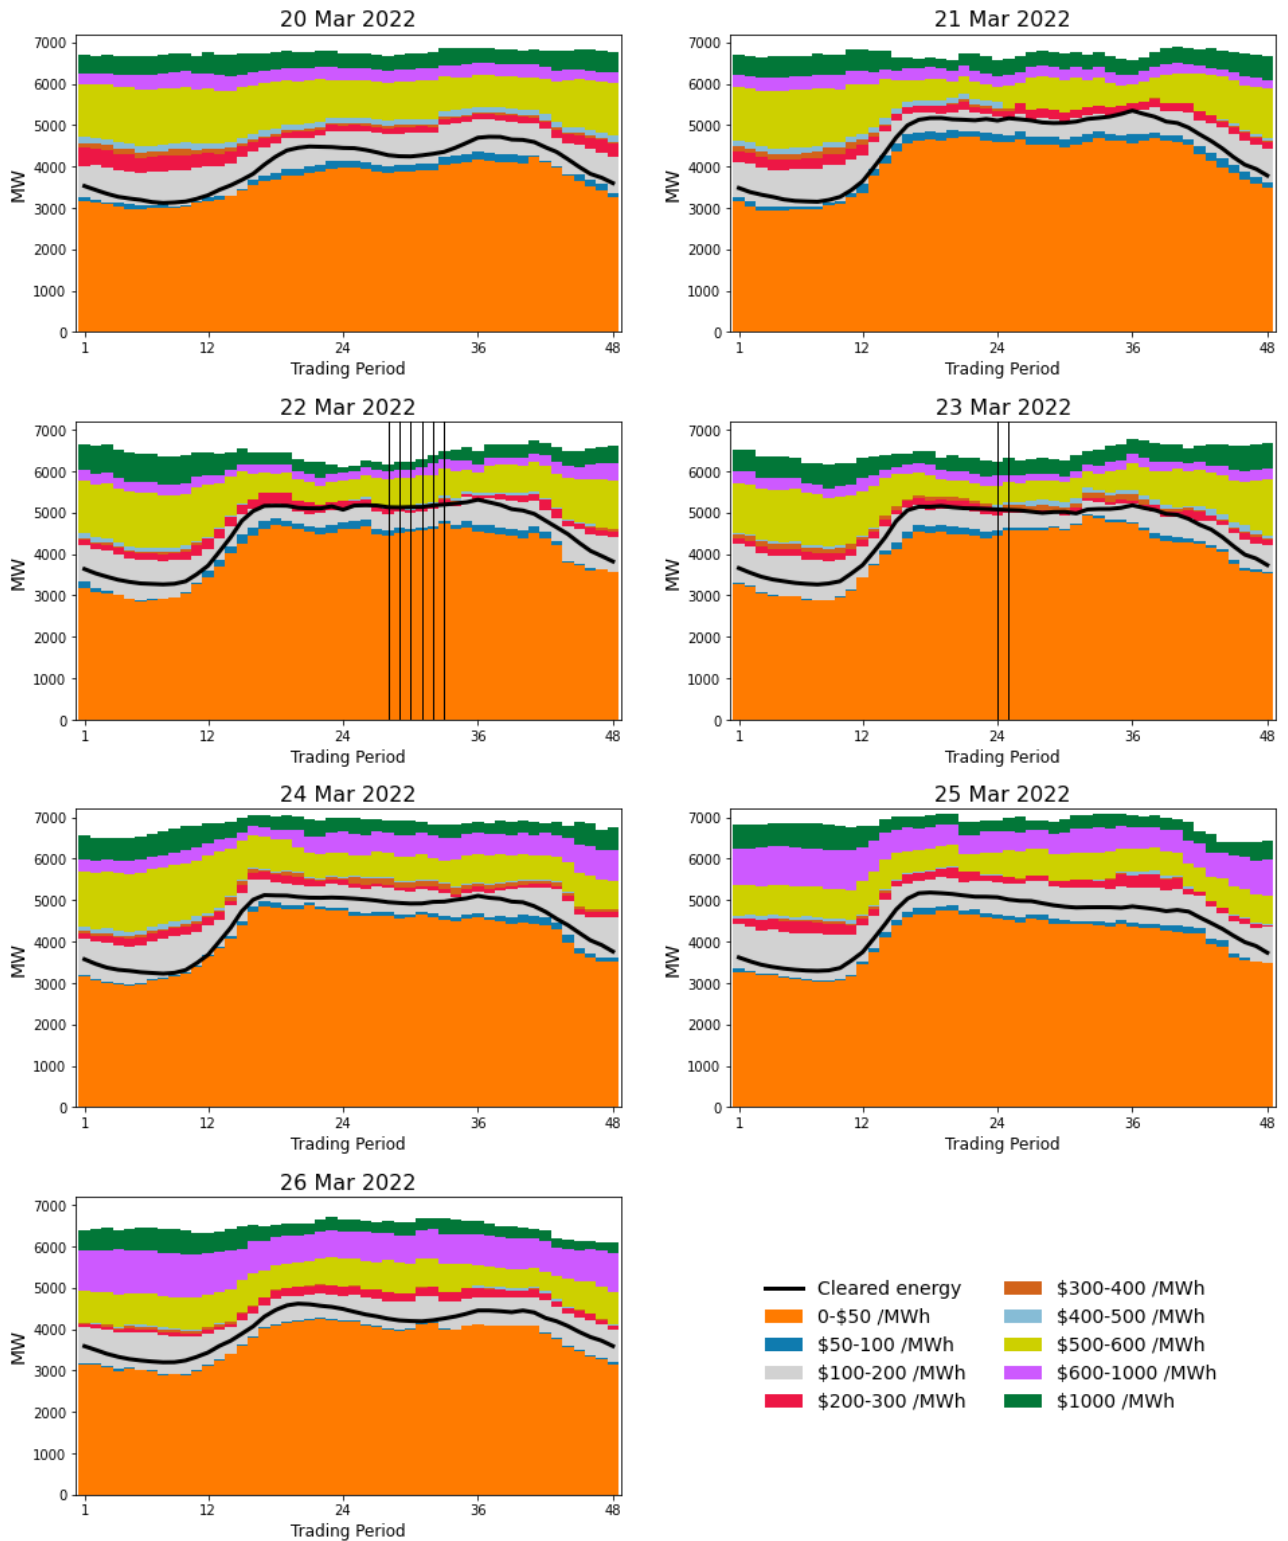 20 Mar 2022
7000
6000
5000
4000
3000
2000
1000
0
MW
1 12 24 36 48
Trading Period
21 Mar 2022
7000
6000
5000
4000
3000
2000
1000
0
MW
1 12 24 36 48
Trading Period
22 Mar 2022
7000
6000
5000
4000
3000
2000
1000
0
MW
1 12 24 36 48
Trading Period
23 Mar 2022
7000
6000
5000
4000
3000
2000
1000
0
MW
1 12 24 36 48
Trading Period
24 Mar 2022
7000
6000
5000
4000
3000
2000
1000
0
MW
1 12 24 36 48
Trading Period
25 Mar 2022
7000
6000
5000
4000
3000
2000
1000
0
MW
1 12 24 36 48
Trading Period
26 Mar 2022
7000
6000
5000
4000
3000
2000
1000
0
MW
1 12 24 36 48
Trading Period
Cleared energy
0-$50 /MWh
$50-100 /MWh
$100-200 /MWh
$200-300 /MWh
$300-400 /MWh
$400-500 /MWh
$500-600 /MWh
$600-1000 /MWh
$1000 /MWh